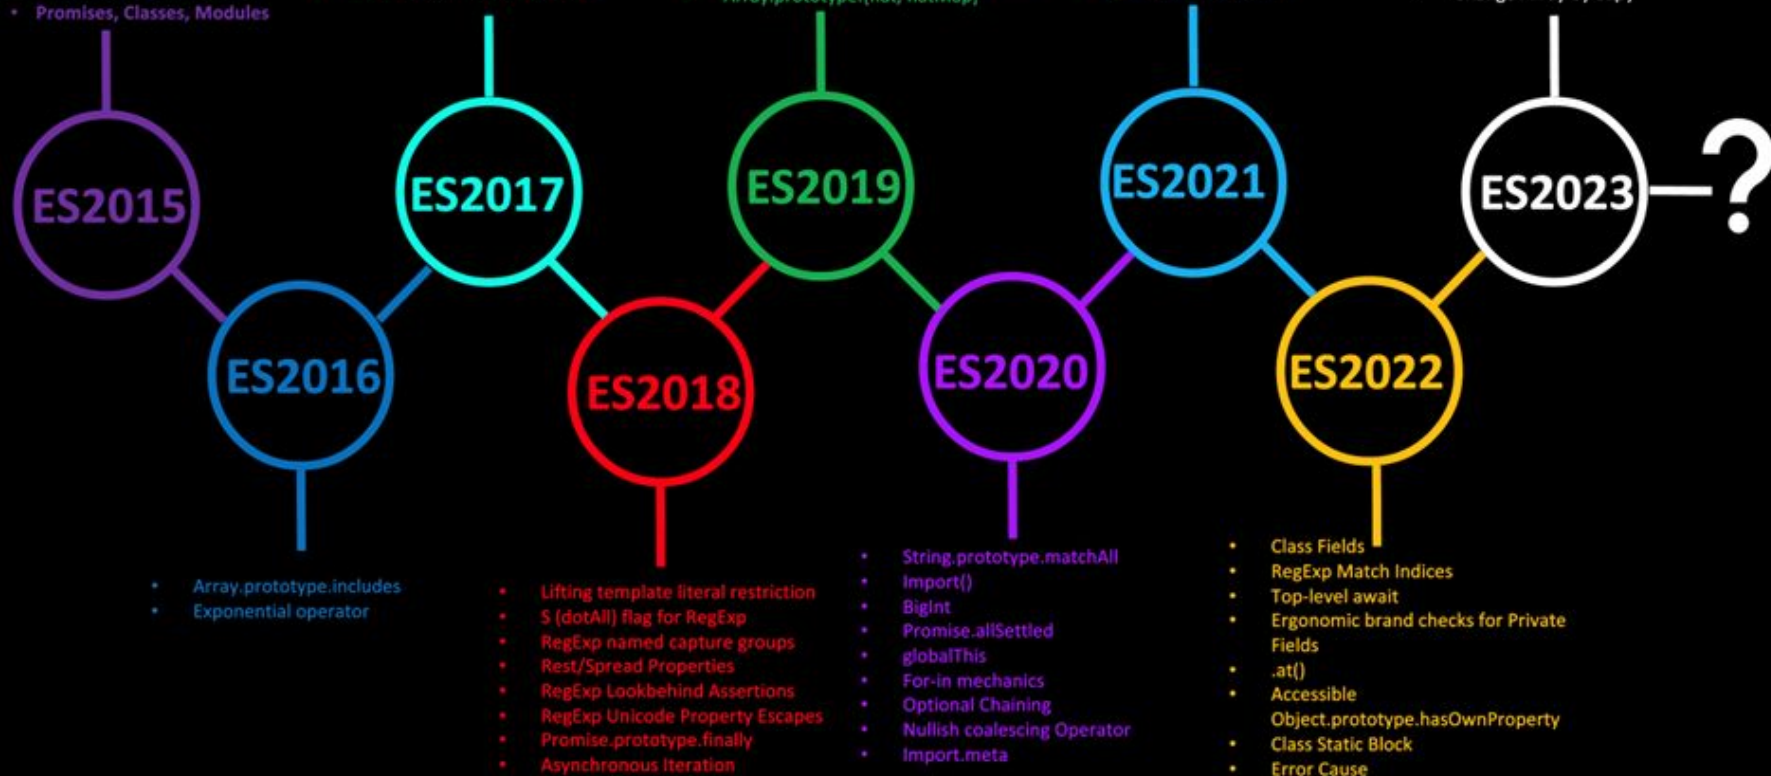 • Promises, Classes, Modules
ES2015
ES2017
ES2019
ES2021
ES2023
?
ES2016
ES2018
ES2020
ES2022
• Array.prototype.includes
• Exponential operator
• Lifting template literal restriction
• S (dotAll) flag for RegExp
• RegExp named capture groups
• Rest/Spread Properties
• RegExp Lookbehind Assertions
• RegExp Unicode Property Escapes
• Promise.prototype.finally
• Asynchronous Iteration
• String.prototype.matchAll
• Import()
• BigInt
• Promise.allSettled
• globalThis
• For-in mechanics
• Optional Chaining
• Nullish coalescing Operator
• Import.meta
• Class Fields
• RegExp Match Indices
• Top-level await
• Ergonomic brand checks for Private
Fields
• .at()
• Accessible
Object.prototype.hasOwnProperty
• Class Static Block
• Error Cause